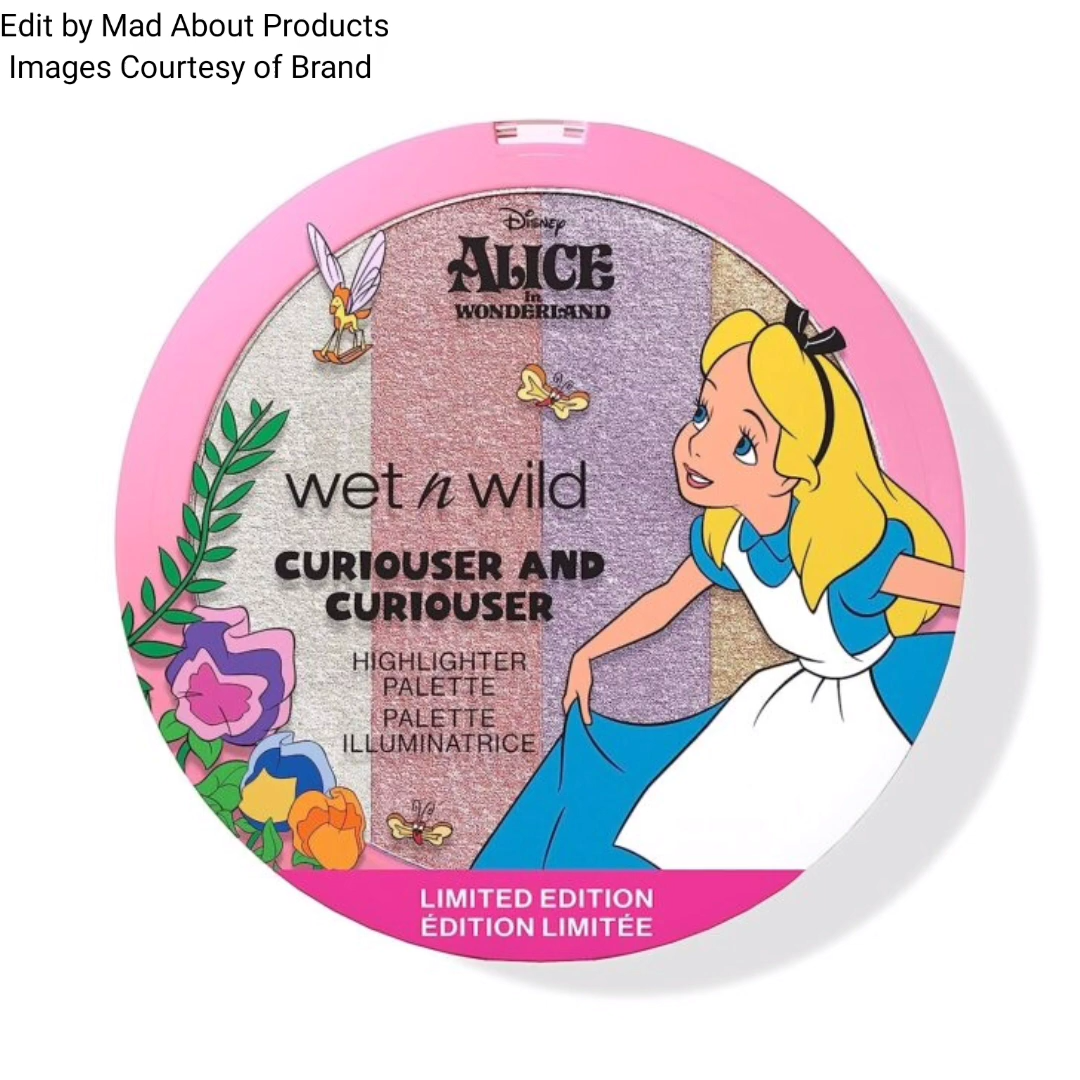 Edit by Mad About Products
Images Courtesy of Brand
Disney
ALICE
In
WONDERLAND
wet n wild
CURIOUSER AND
CURIOUSER
HIGHLIGHTER
PALETTE
PALETTE
ILLUMINATRICE
LIMITED EDITION
ÉDITION LIMITÉE